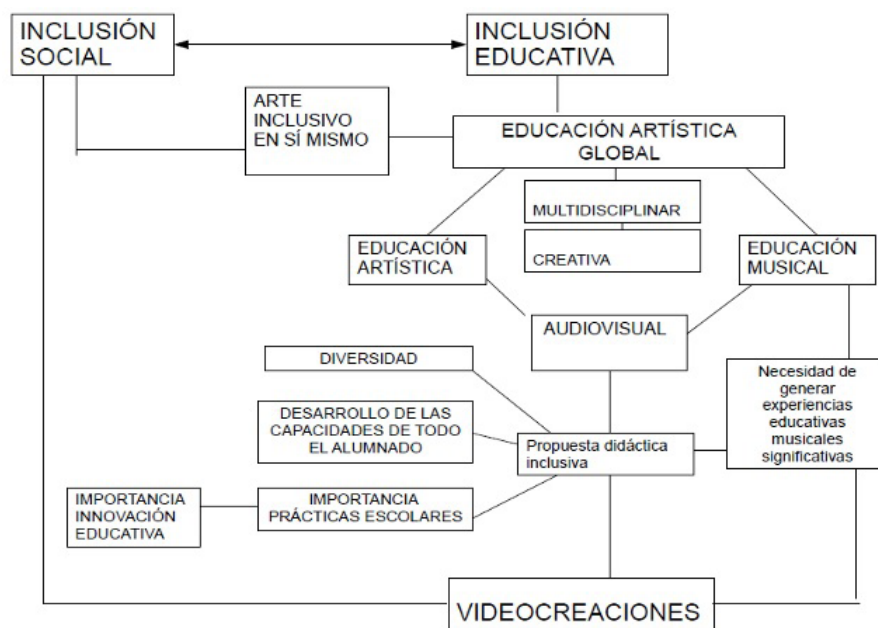 INCLUSIÓN
SOCIAL
INCLUSIÓN
EDUCATIVA
ARTE
INCLUSIVO
EN SÍ MISMO
EDUCACIÓN ARTÍSTICA
GLOBAL
MULTIDISCIPLINAR
CREATIVA
EDUCACIÓN
ARTÍSTICA
EDUCACIÓN
MUSICAL
AUDIOVISUAL
DIVERSIDAD
DESARROLLO DE LAS
CAPACIDADES DE TODO
EL ALUMNADO
Propuesta didáctica
inclusiva
Necesidad de
generar
experiencias
educativas
musicales
significativas
IMPORTANCIA
INNOVACIÓN
EDUCATIVA
IMPORTANCIA
PRÁCTICAS ESCOLARES
VIDEOCREACIONES